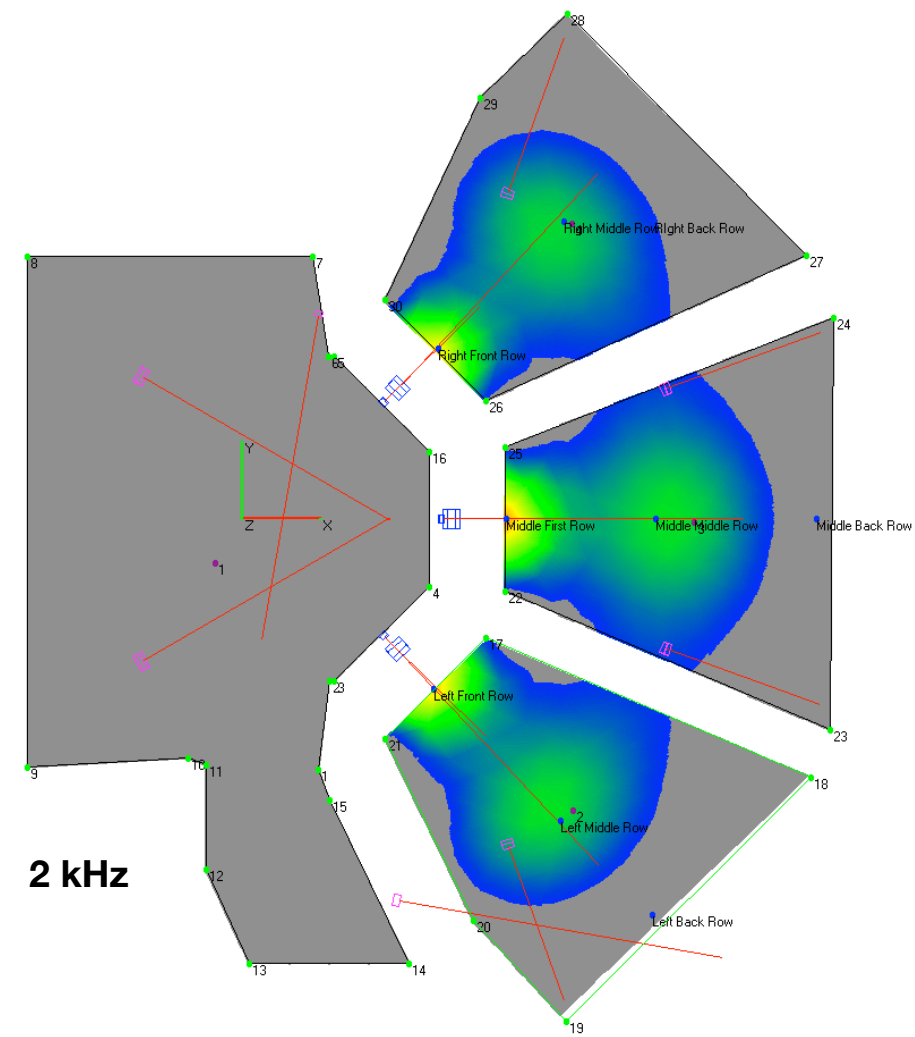 28
29
Right Middle Row
RIght Back Row
8
7
27
30
24
Right Front Row
65
26
Y
16
25
Z
X
Middle First Row
Middle Row
Middle Back Row
1
4
22
17
23
Left Front Row
21
9
10
11
1
23
18
15
2
Left Middle Row
2 kHz
12
20
Left Back Row
13
14
19